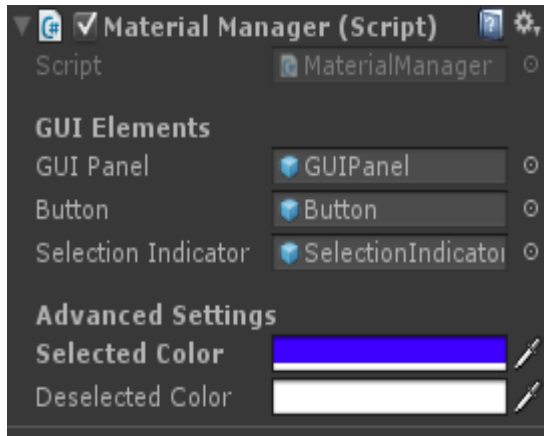 Material Manager (Script)
Script MaterialManager
GUI Elements
GUI Panel GUIPanel
Button Button
Selection Indicator SelectionIndicator
Advanced Settings
Selected Color
Deselected Color